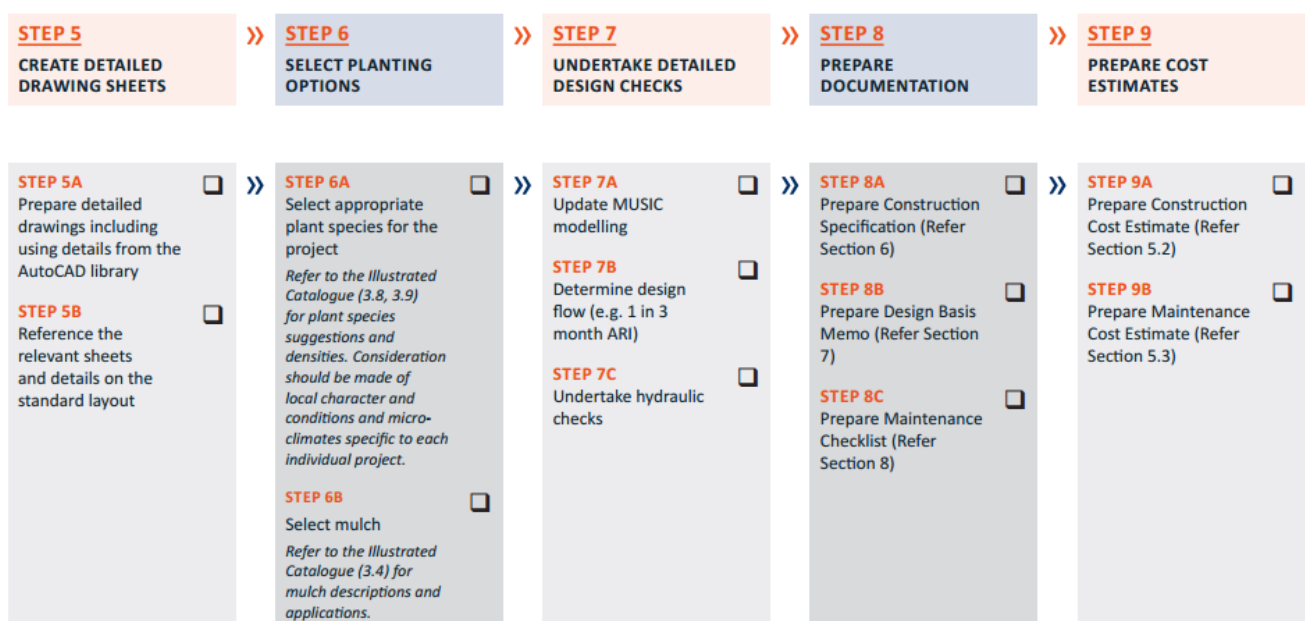 STEP 5
CREATE DETAILED
DRAWING SHEETS
»
STEP 6
SELECT PLANTING
OPTIONS
»
STEP 7
UNDERTAKE DETAILED
DESIGN CHECKS
»
STEP 8
PREPARE
DOCUMENTATION
»
STEP 9
PREPARE COST
ESTIMATES
STEP 5A
Prepare detailed
drawings including
using details from the
AutoCAD library
STEP 5B
Reference the
relevant sheets
and details on the
standard layout
»
STEP 6A
Select appropriate
plant species for the
project
Refer to the Illustrated
Catalogue (3.8, 3.9)
for plant species
suggestions and
densities. Consideration
should be made of
local character and
conditions and micro-
climates specific to each
individual project.
STEP 6B
Select mulch
Refer to the Illustrated
Catalogue (3.4) for
mulch descriptions and
applications.
»
STEP 7A
Update MUSIC
modelling
STEP 7B
Determine design
flow (e.g. 1 in 3
month ARI)
STEP 7C
Undertake hydraulic
checks
»
STEP 8A
Prepare Construction
Specification (Refer
Section 6)
STEP 8B
Prepare Design Basis
Memo (Refer Section
7)
STEP 8C
Prepare Maintenance
Checklist (Refer
Section 8)
»
STEP 9A
Prepare Construction
Cost Estimate (Refer
Section 5.2)
STEP 9B
Prepare Maintenance
Cost Estimate (Refer
Section 5.3)